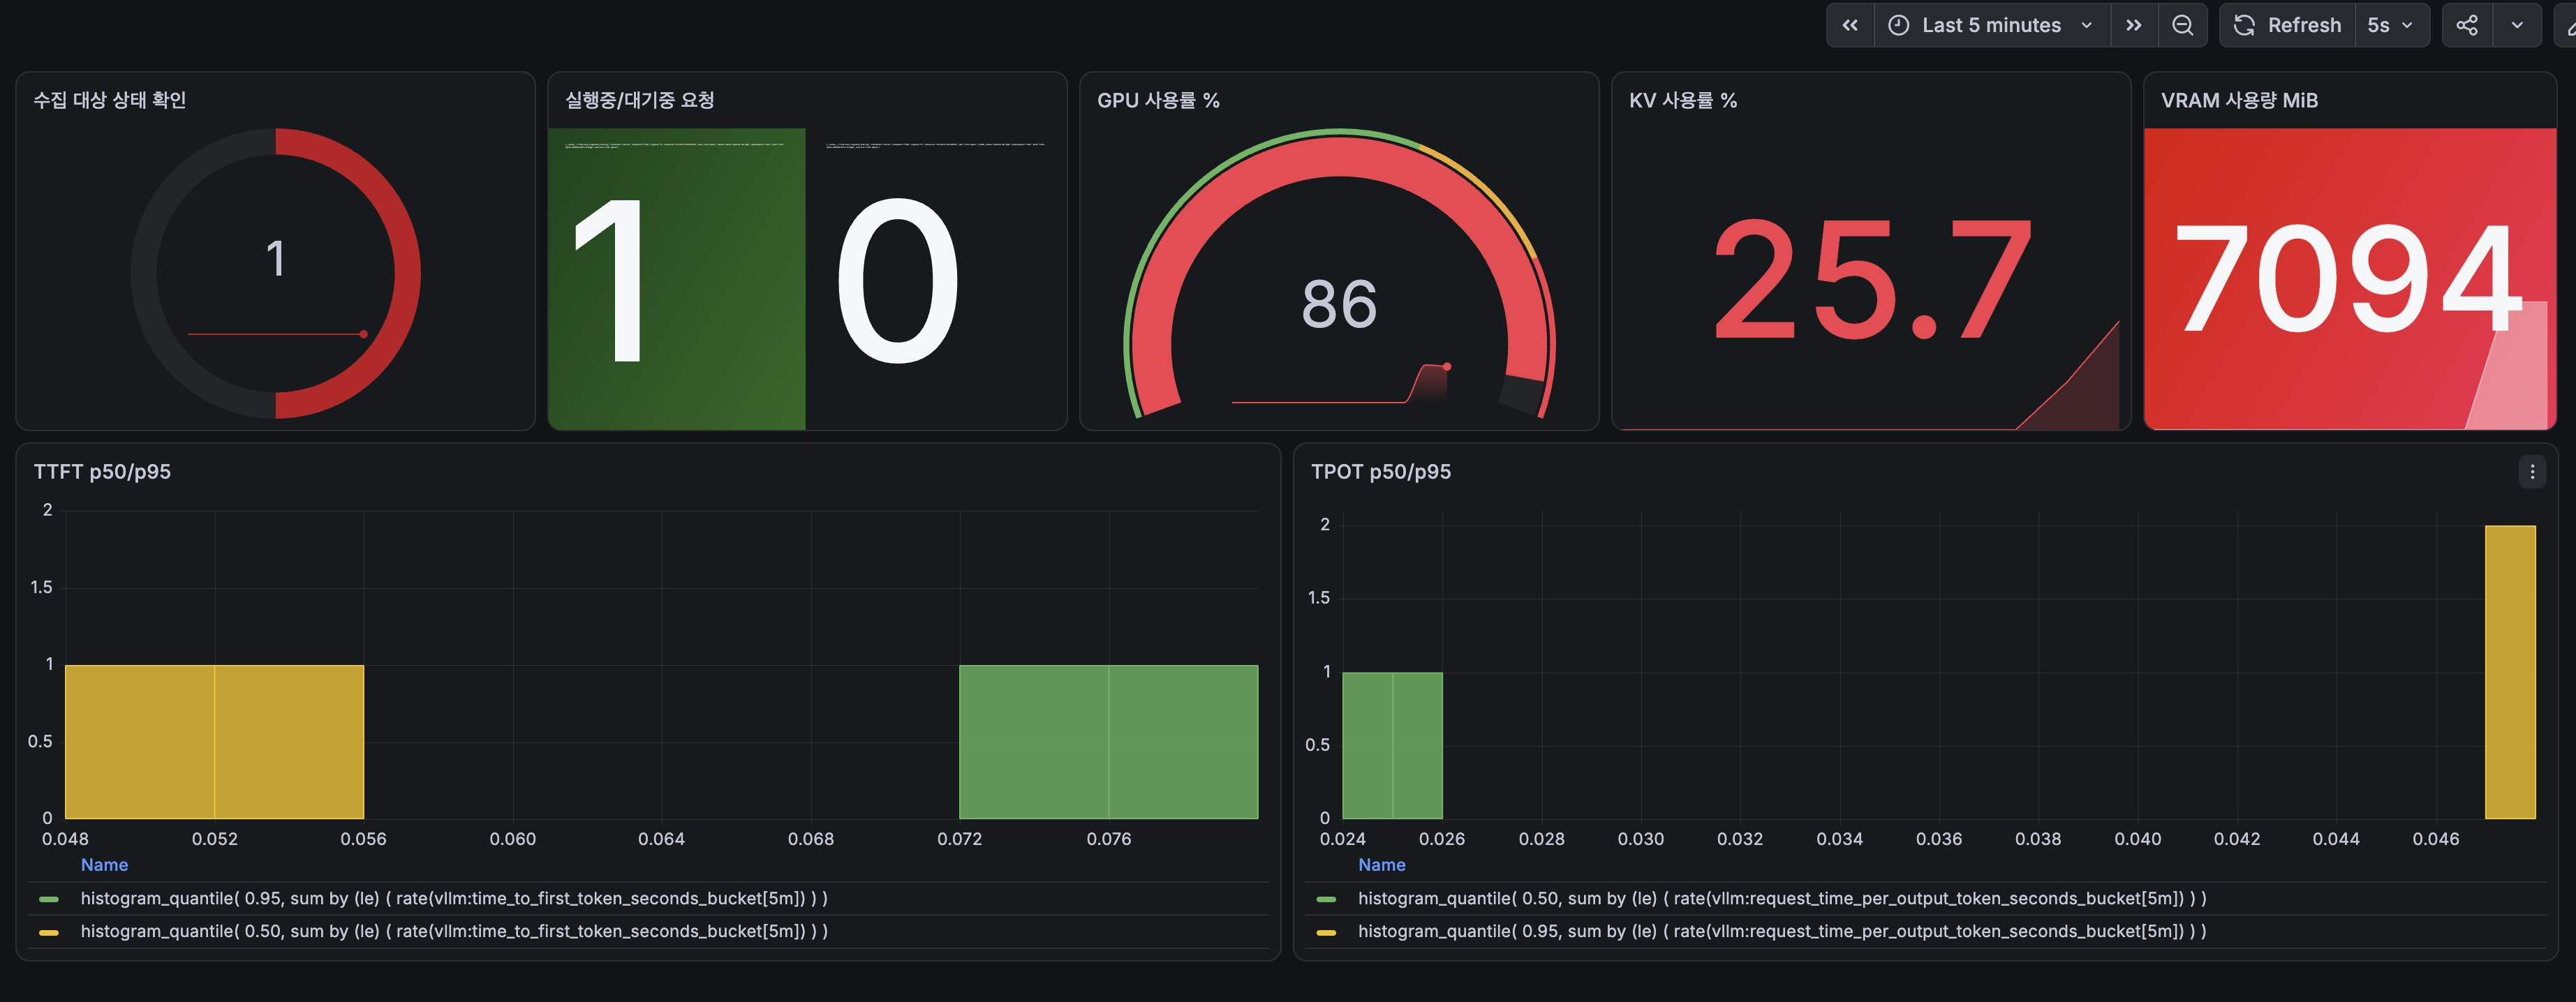 Last 5 minutes
Refresh
5s
수집 대상 상태 확인
1
실행중/대기중 요청
1
0
GPU 사용률 %
86
KV 사용률 %
25.7
VRAM 사용량 MiB
7094
TTFT p50/p95
2
1.5
1
0.5
0
0.048 0.052 0.056 0.060 0.064 0.068 0.072 0.076
Name
histogram_quantile( 0.95, sum by (le) ( rate(vllm:time_to_first_token_seconds_bucket[5m]) ) )
histogram_quantile( 0.50, sum by (le) ( rate(vllm:time_to_first_token_seconds_bucket[5m]) ) )
TPOT p50/p95
2
1.5
1
0.5
0
0.024 0.026 0.028 0.030 0.032 0.034 0.036 0.038 0.040 0.042 0.044 0.046
Name
histogram_quantile( 0.50, sum by (le) ( rate(vllm:request_time_per_output_token_seconds_bucket[5m]) ) )
histogram_quantile( 0.95, sum by (le) ( rate(vllm:request_time_per_output_token_seconds_bucket[5m]) ) )